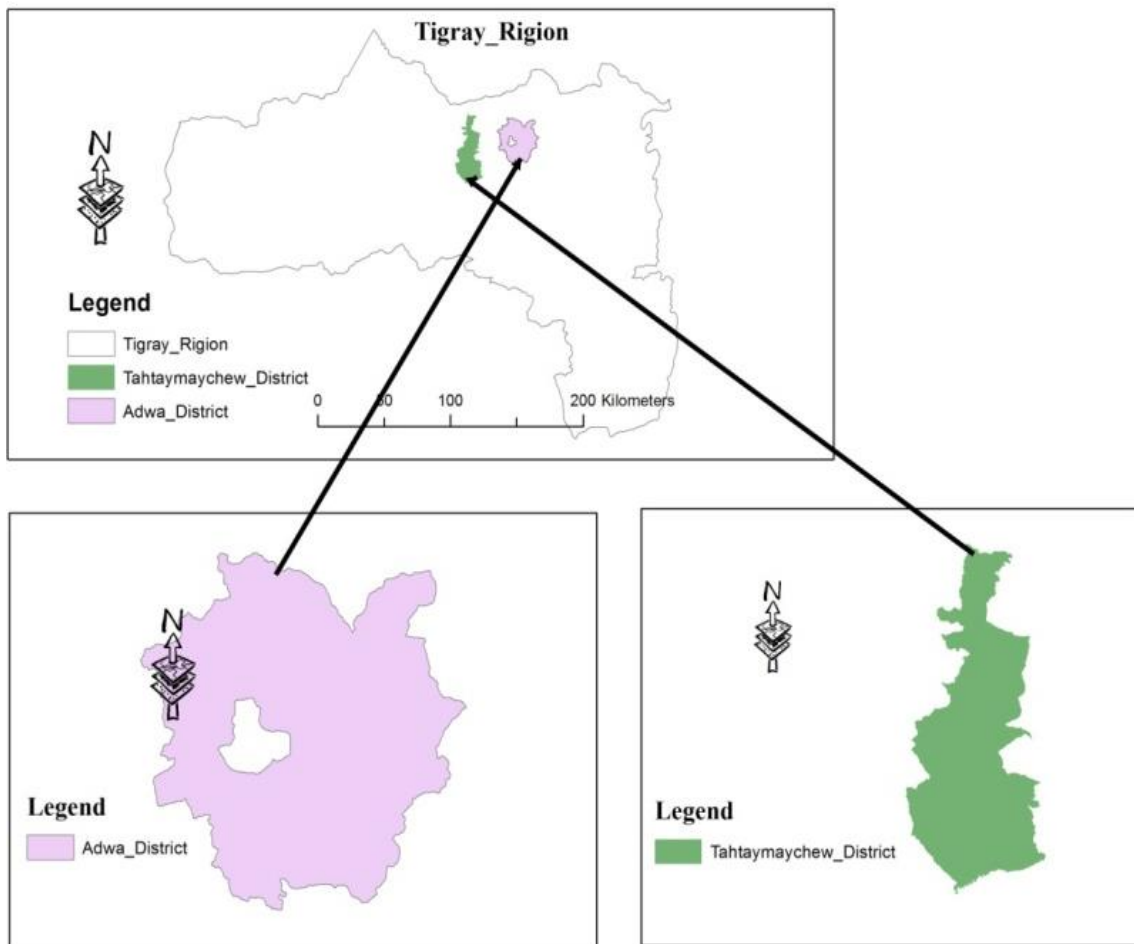 Tigray_Rigion
N
Legend
Tigray_Rigion
Tahtaymaychew_District
Adwa_District
0 50 100 200 Kilometers
N
Legend
Adwa_District
N
Legend
Tahtaymaychew_District